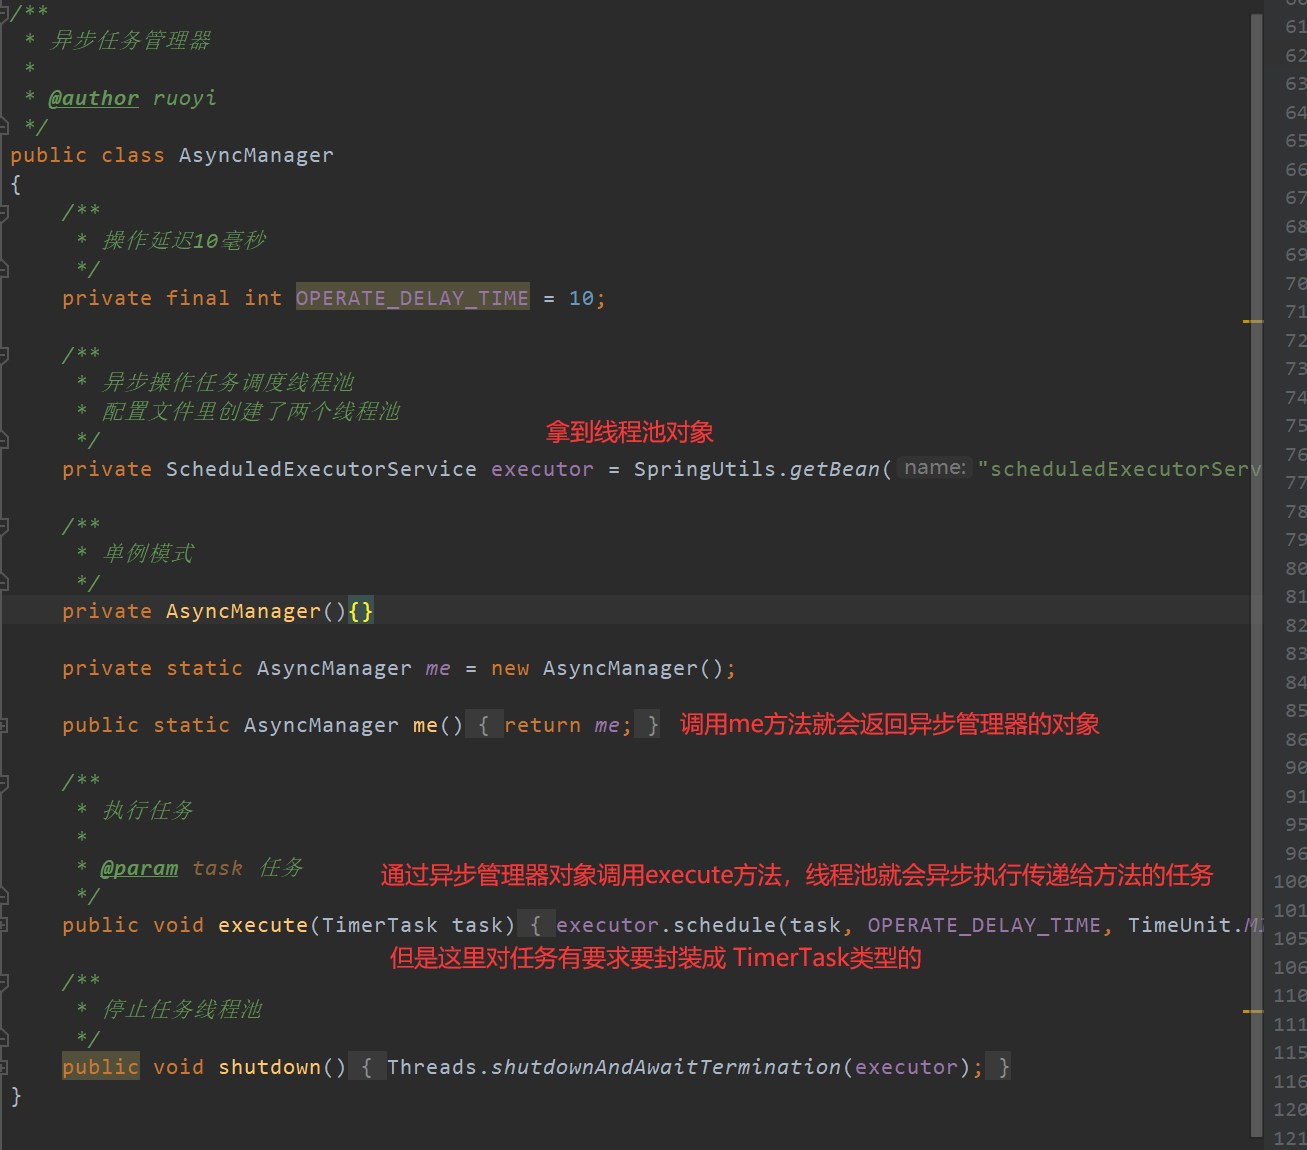 /**
 * 异步任务管理器
 *
 * @author ruoyi
 */
public class AsyncManager
{
    /**
     * 操作延迟10毫秒
     */
    private final int OPERATE_DELAY_TIME = 10;
    /**
     * 异步操作任务调度线程池
     * 配置文件里创建了两个线程池
     */
拿到线程池对象
    private ScheduledExecutorService executor = SpringUtils.getBean( name: "scheduledExecutorServ
    /**
     * 单例模式
     */
    private AsyncManager(){}
    private static AsyncManager me = new AsyncManager();
    public static AsyncManager me() { return me; } 调用me方法就会返回异步管理器的对象
    /**
     * 执行任务
     *
     * @param task 任务
通过异步管理器对象调用execute方法，线程池就会异步执行传递给方法的任务
     */
    public void execute(TimerTask task) { executor.schedule(task, OPERATE_DELAY_TIME, TimeUnit.MI
但是这里对任务有要求要封装成 TimerTask类型的
    /**
     * 停止任务线程池
     */
    public void shutdown() { Threads.shutdownAndAwaitTermination(executor); }
}
61
62
63
64
65
66
67
68
69
70
71
72
73
74
75
76
77
78
79
80
81
82
83
84
85
86
90
91
95
96
100
101
105
106
110
111
115
116
120
121